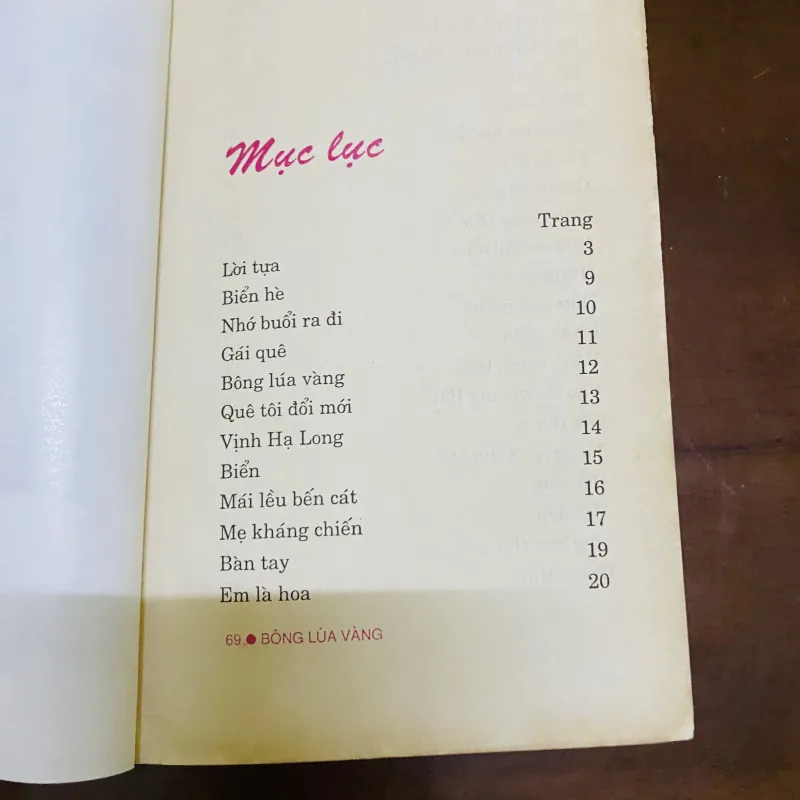 Mục lục
Trang
Lời tựa 3
Biển hè 9
Nhớ buổi ra đi 10
Gái quê 11
Bông lúa vàng 12
Quê tôi đổi mới 13
Vịnh Hạ Long 14
Biển 15
Mái lều bến cát 16
Mẹ kháng chiến 17
Bàn tay 19
Em là hoa 20
69 ● BÔNG LÚA VÀNG